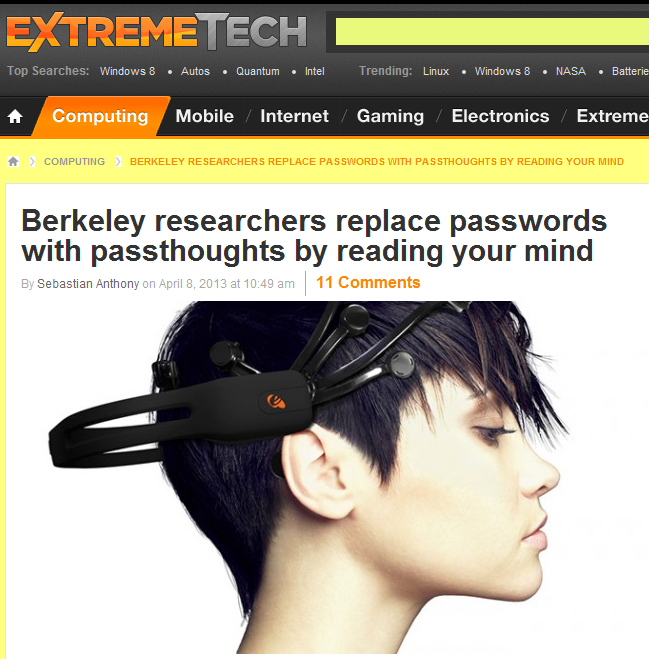 EXTREMETECH
Top Searches: Windows 8 • Autos • Quantum • Intel Trending: Linux • Windows 8 • NASA • Batterie
Computing Mobile / Internet / Gaming / Electronics / Extreme
COMPUTING BERKELEY RESEARCHERS REPLACE PASSWORDS WITH PASSTHOUGHTS BY READING YOUR MIND
Berkeley researchers replace passwords
with passthoughts by reading your mind
By Sebastian Anthony on April 8, 2013 at 10:49 am 11 Comments